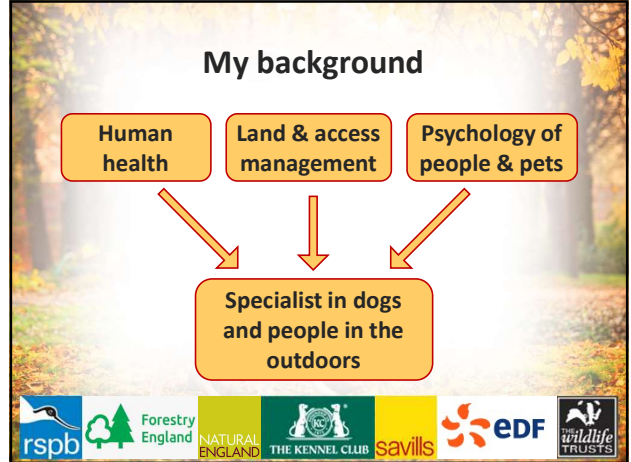 My background
Human
health
Land & access
management
Psychology of
people & pets
Specialist in dogs
and people in the
outdoors
rspb
Forestry
England
NATURAL
ENGLAND
KC
THE KENNEL CLUB
savills
eDF
THE
wildlife
TRUSTS